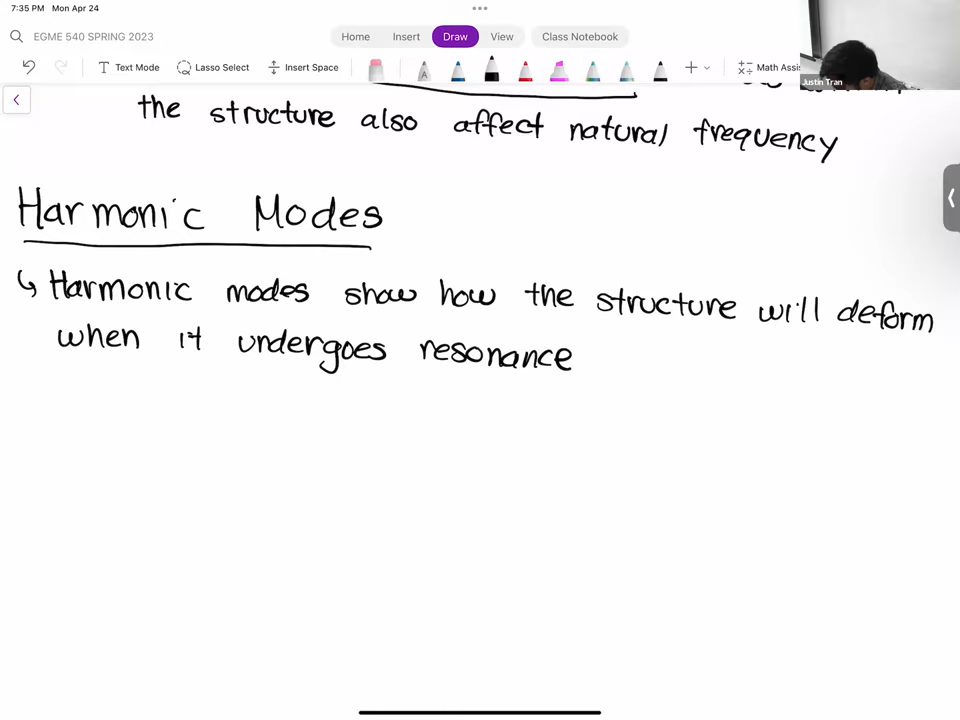 7:35 PM Mon Apr 24
EGME 540 SPRING 2023
Home Insert Draw View Class Notebook
Text Mode Lasso Select Insert Space Math Assis
Justin Tran
the structure also affect natural frequency
Harmonic Modes
Harmonic modes show how the structure will deform
when it undergoes resonance